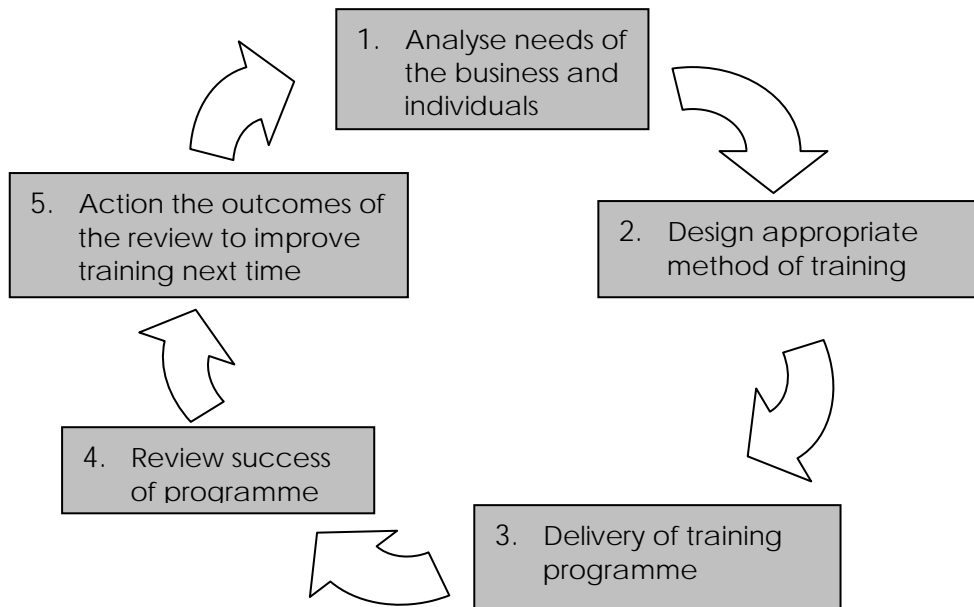 1. Analyse needs of
the business and
individuals
2. Design appropriate
method of training
3. Delivery of training
programme
4. Review success
of programme
5. Action the outcomes of
the review to improve
training next time